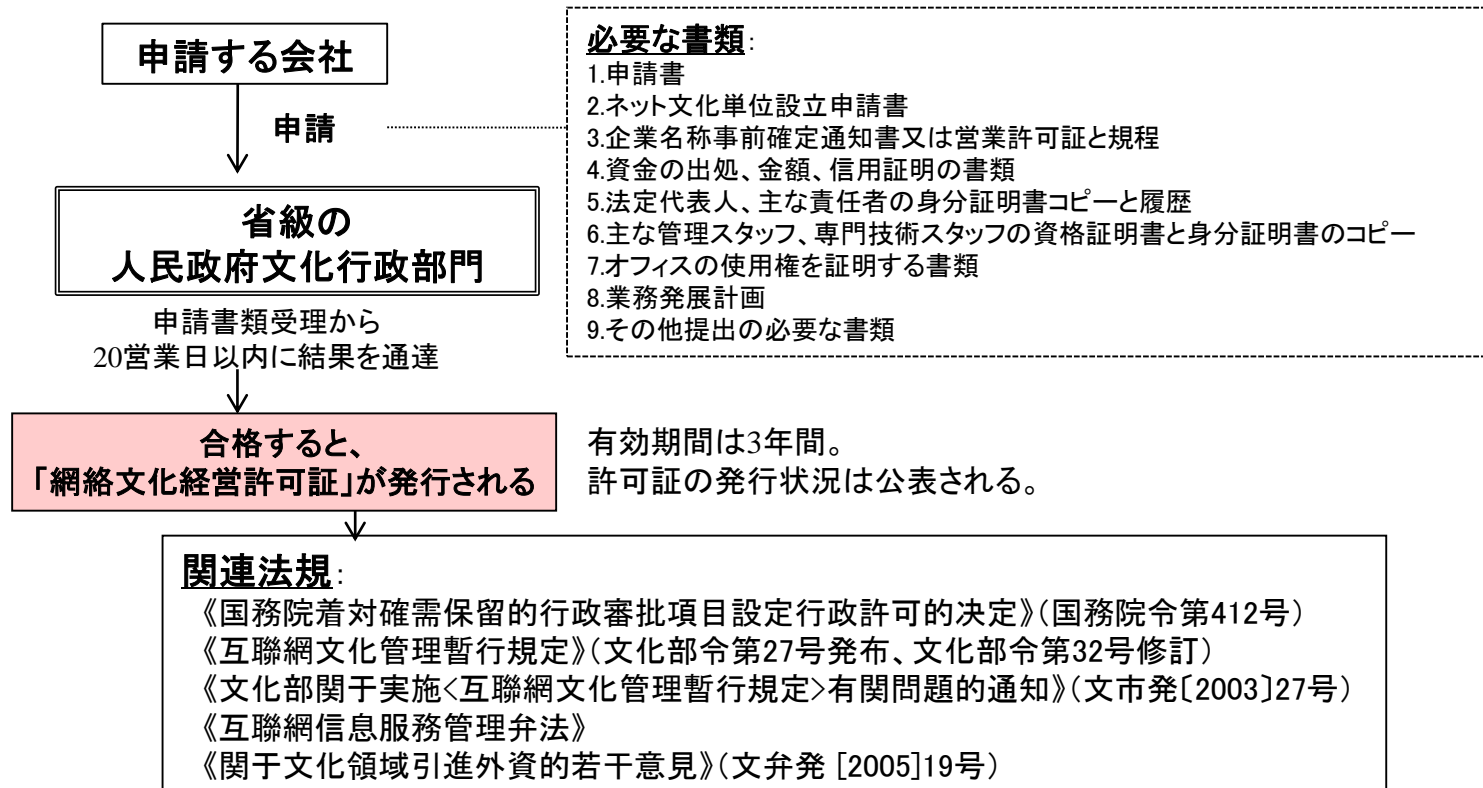 申請する会社
申請
必要な書類:
1.申請書
2.ネット文化単位設立申請書
3.企業名称事前確定通知書又は営業許可証と規程
4.資金の出処、金額、信用証明の書類
5.法定代表人、主な責任者の身分証明書コピーと履歴
6.主な管理スタッフ、専門技術スタッフの資格証明書と身分証明書のコピー
7.オフィスの使用権を証明する書類
8.業務発展計画
9.その他提出の必要な書類
省級の
人民政府文化行政部門
申請書類受理から
20営業日以内に結果を通達
合格すると、
「網絡文化経営許可証」が発行される
有効期間は3年間。
許可証の発行状況は公表される。
関連法規:
《国務院着対確需保留的行政審批項目設定行政許可的決定》(国務院令第412号)
《互聯網文化管理暫行規定》(文化部令第27号発布、文化部令第32号修訂)
《文化部関于実施<互聯網文化管理暫行規定>有関問題的通知》(文市発〔2003〕27号)
《互聯網信息服務管理弁法》
《関于文化領域引進外資的若干意見》(文弁発 [2005]19号)